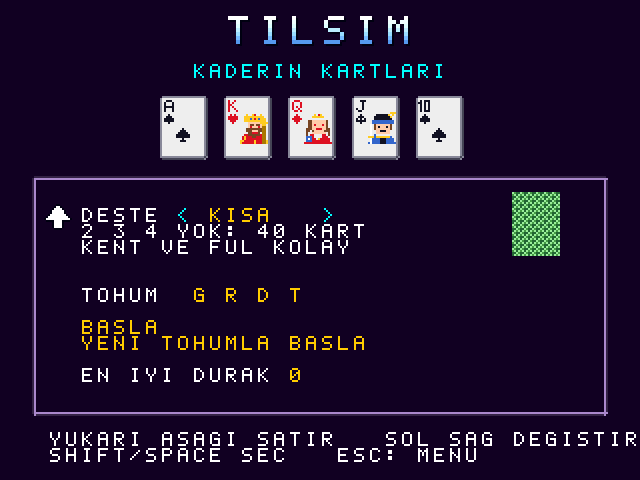 TILSIM
KADERIN KARTLARI
A K Q J 10
DESTE < KISA >
2 3 4 YOK: 40 KART
KENT VE FUL KOLAY
TOHUM G R D T
BASLA
YENI TOHUMLA BASLA
EN IYI DURAK 0
YUKARI ASAGI SATIR SOL SAG DEGISTIR
SHIFT/SPACE SEC ESC: MENU